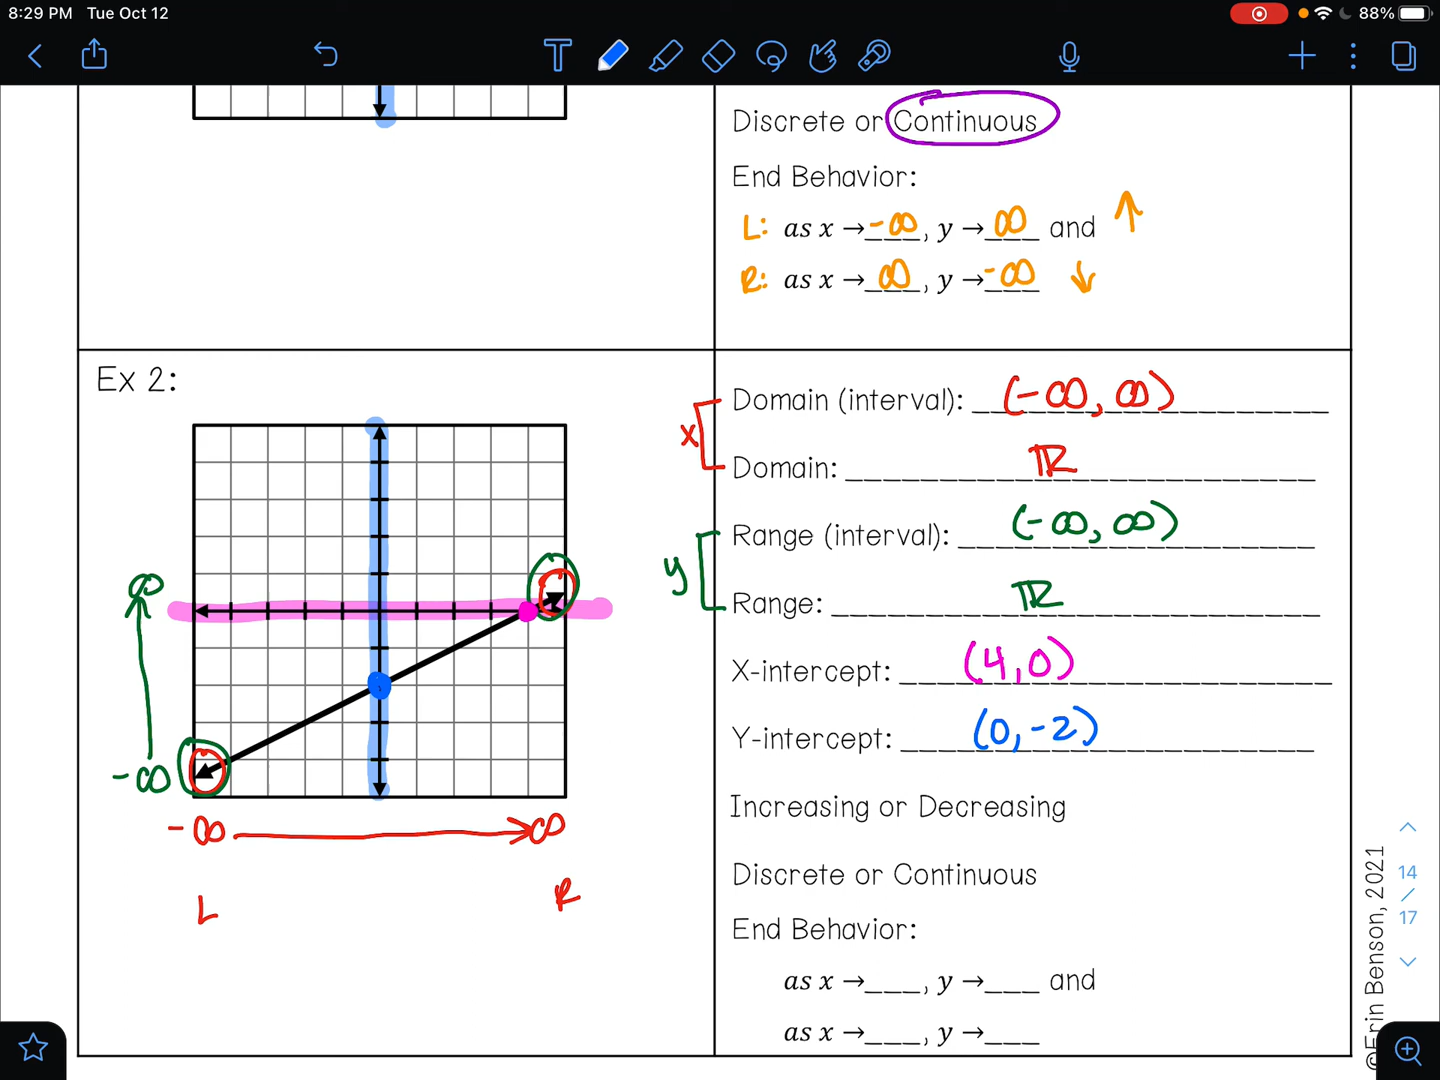 8:29 PM Tue Oct 12
88%
T
Discrete or Continuous
End Behavior:
L: as x →-∞, y →∞ and ↑
R: as x →∞, y →-∞ ↓
Ex 2:
∞
-∞
-∞ → ∞
L R
x
Domain (interval): (-∞, ∞)
Domain: ℝ
y
Range (interval): (-∞, ∞)
Range: ℝ
X-intercept: (4,0)
Y-intercept: (0,-2)
Increasing or Decreasing
Discrete or Continuous
End Behavior:
as x →___, y →___ and
as x →___, y →___
©Erin Benson, 2021
14
/
17